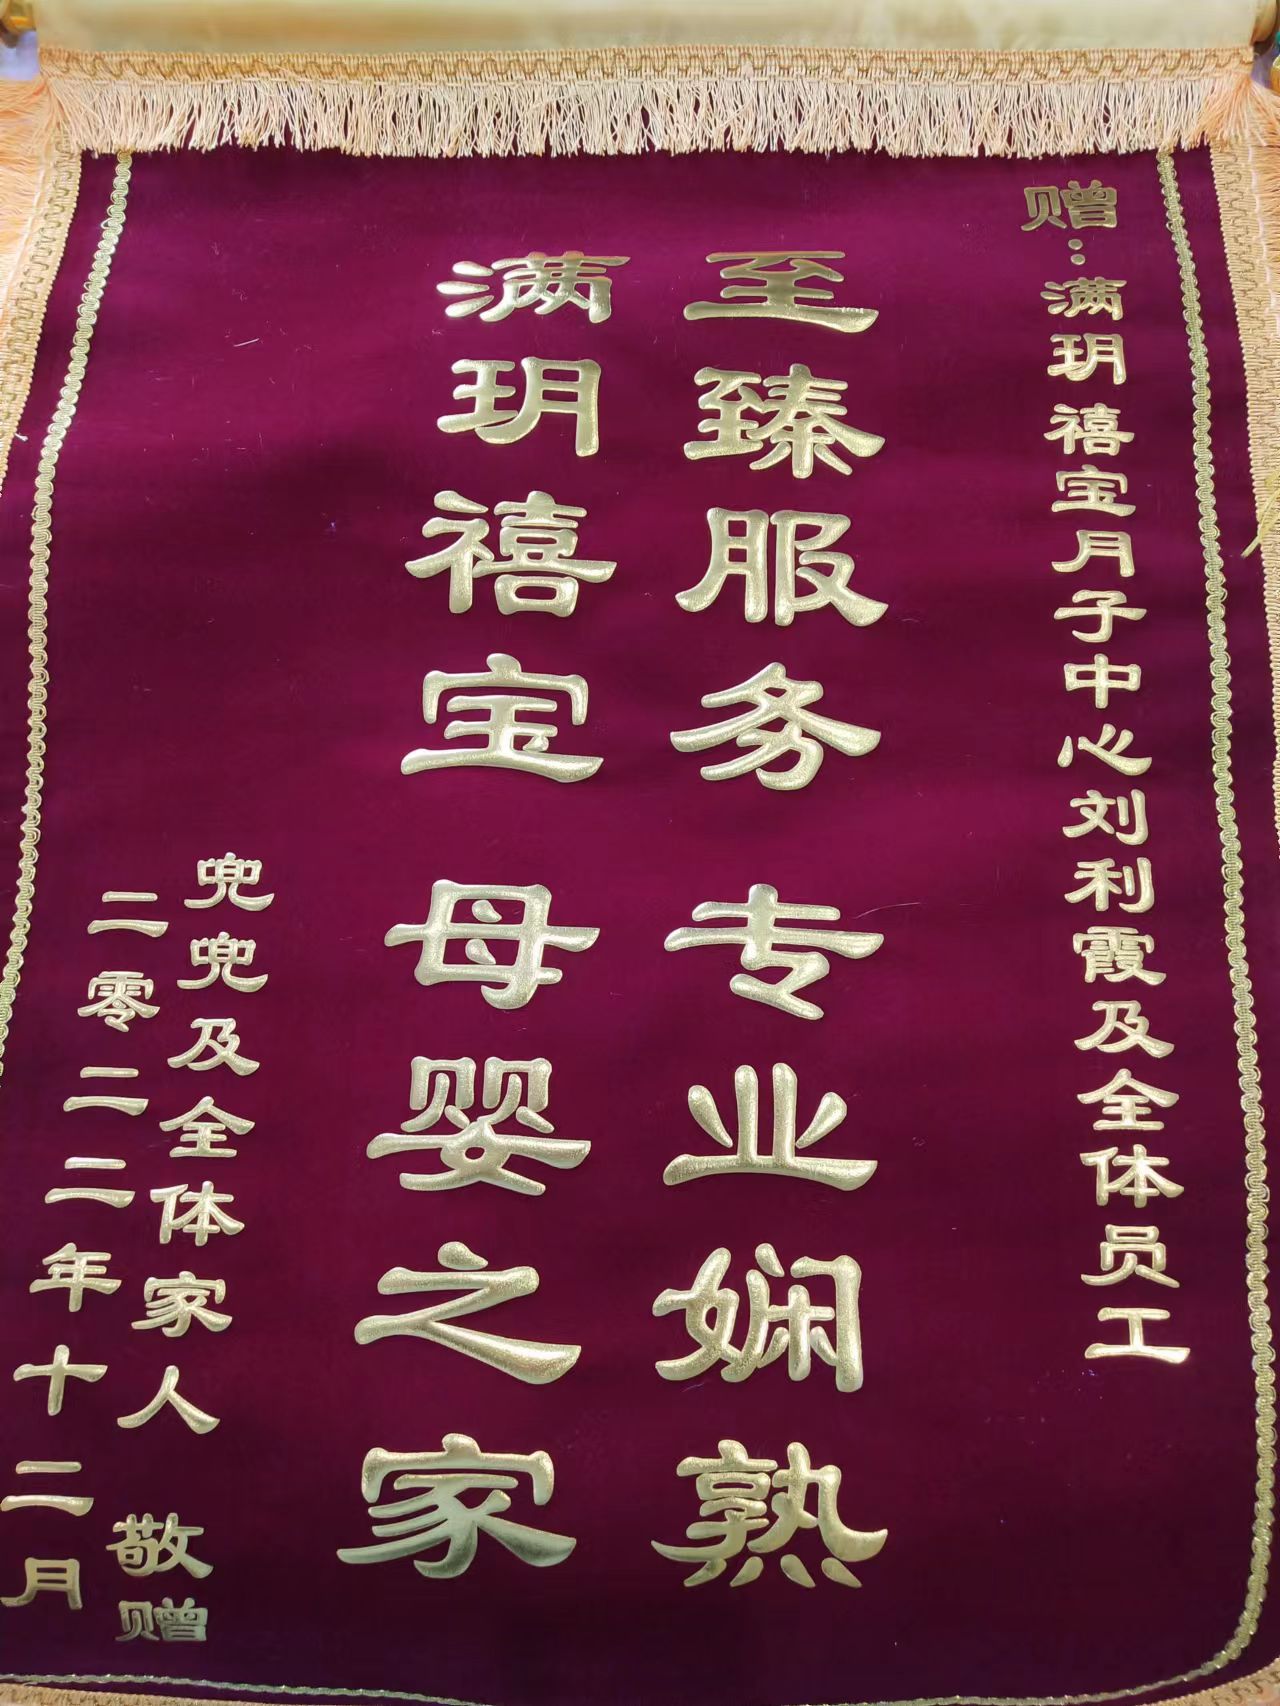 赠：满玥禧宝月子中心刘利霞及全体员工
至臻服务 专业娴熟
满玥禧宝 母婴之家
兜兜及全体家人 敬赠
二零二二年十二月